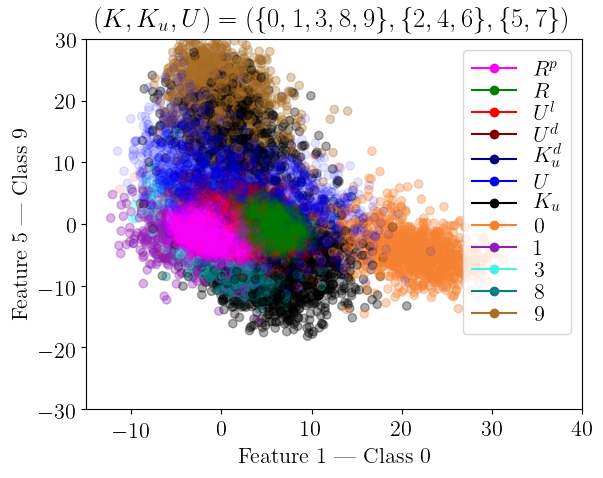 (K, K_u, U) = ({0, 1, 3, 8, 9}, {2, 4, 6}, {5, 7})
30
20
10
0
−10
−20
−30
−10
0
10
20
30
40
Feature 5 — Class 9
Feature 1 — Class 0
R^p
R
U^l
U^d
K_u^d
U
K_u
0
1
3
8
9